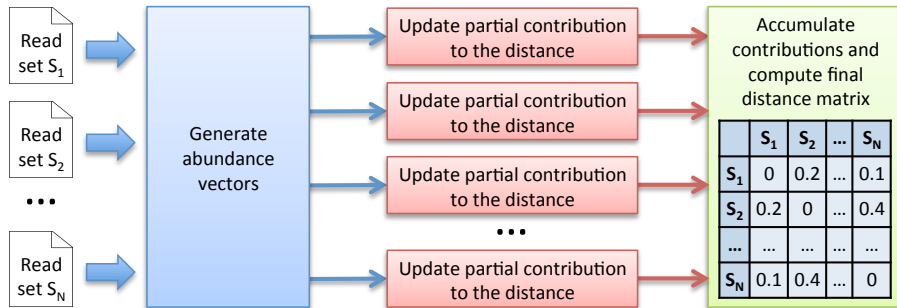 Read
set S1
Read
set S2
...
Read
set SN
Generate
abundance
vectors
Update partial contribution
to the distance
Update partial contribution
to the distance
Update partial contribution
to the distance
...
Update partial contribution
to the distance
Accumulate
contributions and
compute final
distance matrix
S1 S2 ... SN
S1 0 0.2 ... 0.1
S2 0.2 0 ... 0.4
... ... ... ... ...
SN 0.1 0.4 ... 0